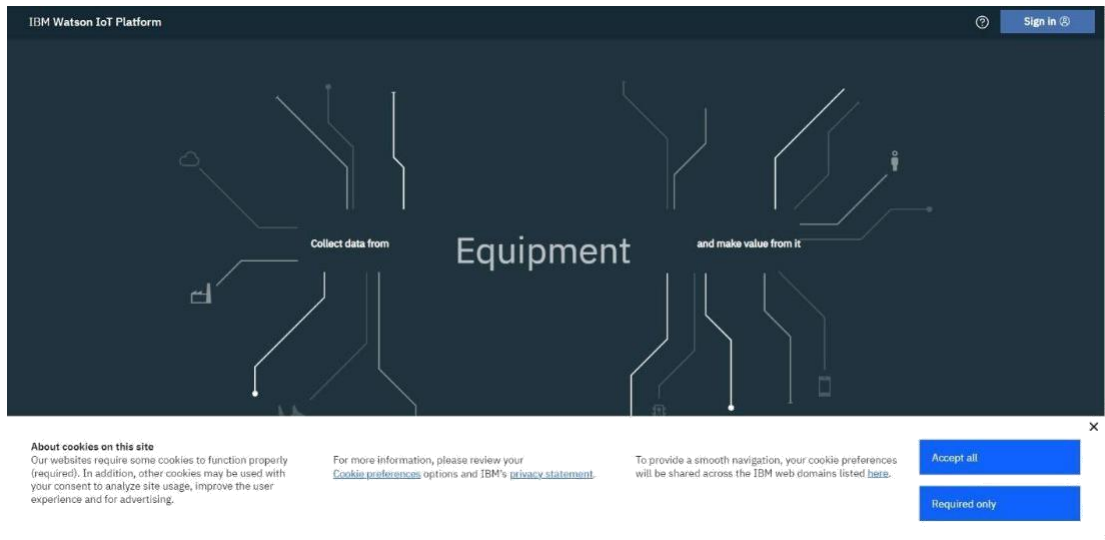 IBM Watson IoT Platform
Sign in
Collect data from
Equipment
and make value from it
About cookies on this site
Our websites require some cookies to function properly
(required). In addition, other cookies may be used with
your consent to analyze site usage, improve the user
experience and for advertising.
For more information, please review your
Cookie preferences options and IBM's privacy statement.
To provide a smooth navigation, your cookie preferences
will be shared across the IBM web domains listed here.
Accept all
Required only